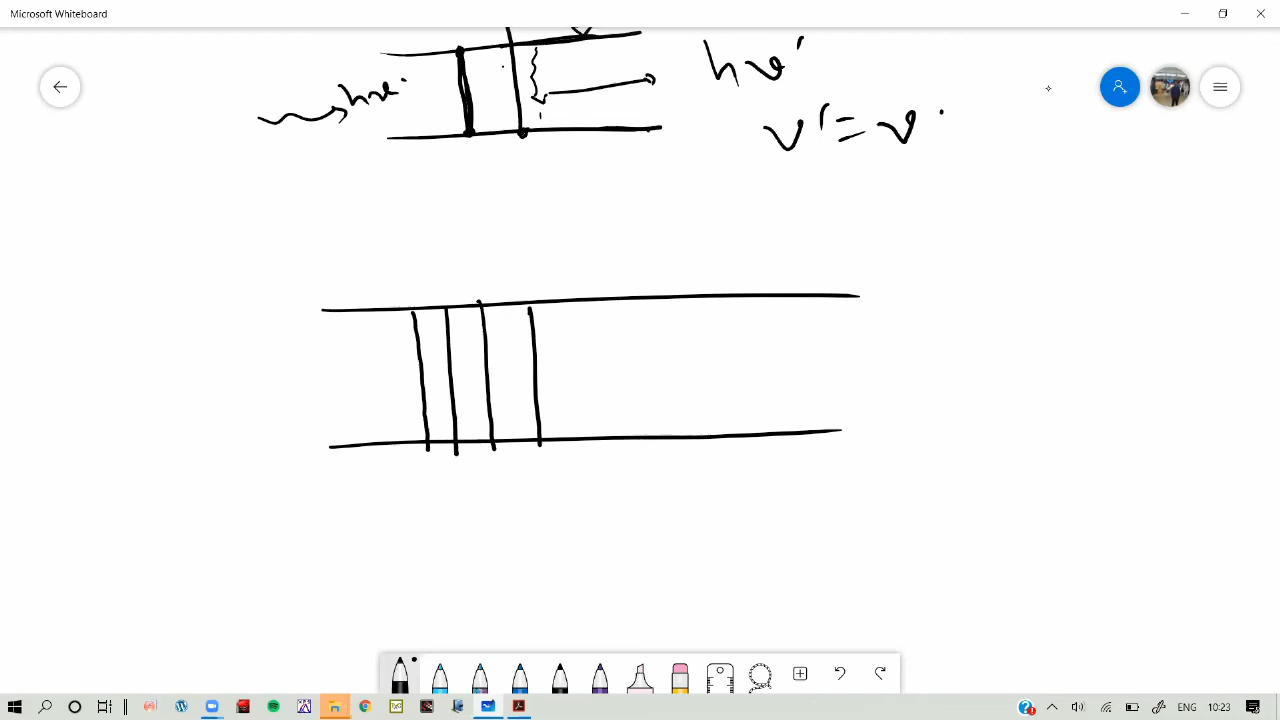 Microsoft Whiteboard
hν'
hν
ν' = ν
ENG
10:23